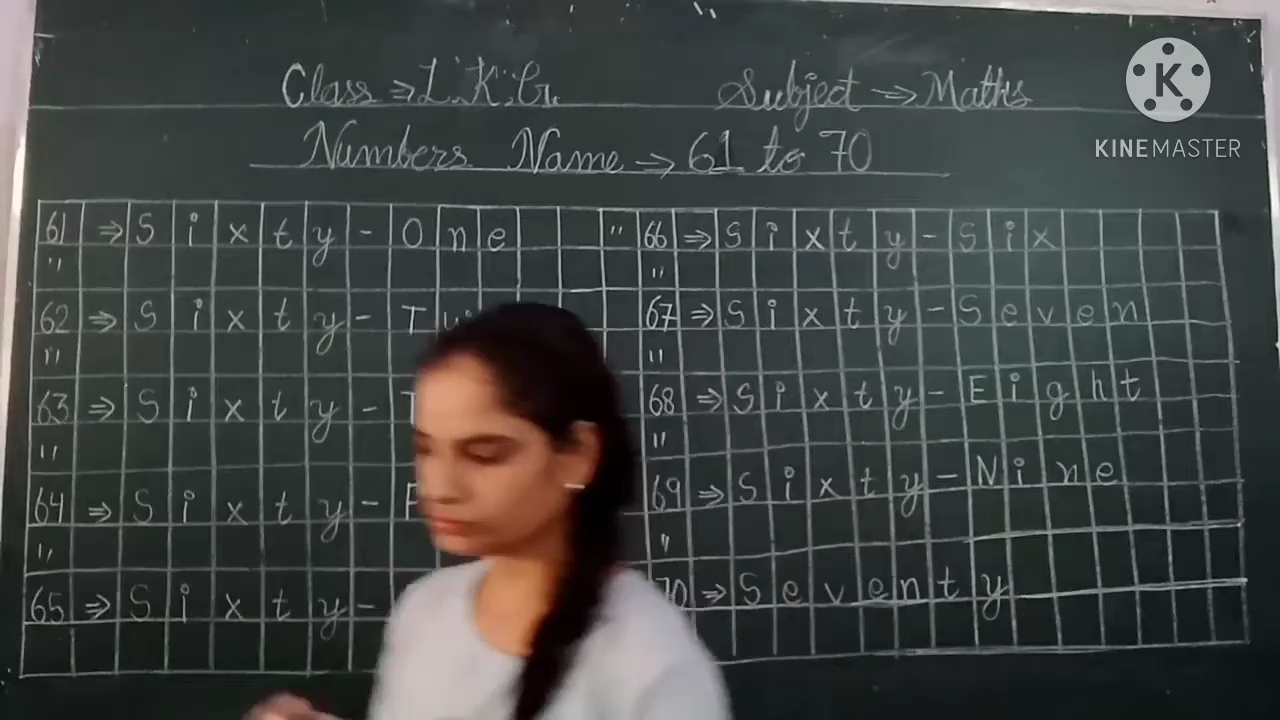 Class ⇒ L.K.G.
Subject ⇒ Maths
KINEMASTER
Numbers Name ⇒ 61 to 70
61 ⇒ Sixty-One
"
62 ⇒ Sixty-
"
63 ⇒ Sixty-
"
64 ⇒ Sixty-
"
65 ⇒ Sixty-
" 66 ⇒ Sixty-Six
"
67 ⇒ Sixty-Seven
"
68 ⇒ Sixty-Eight
"
69 ⇒ Sixty-Nine
"
70 ⇒ Seventy